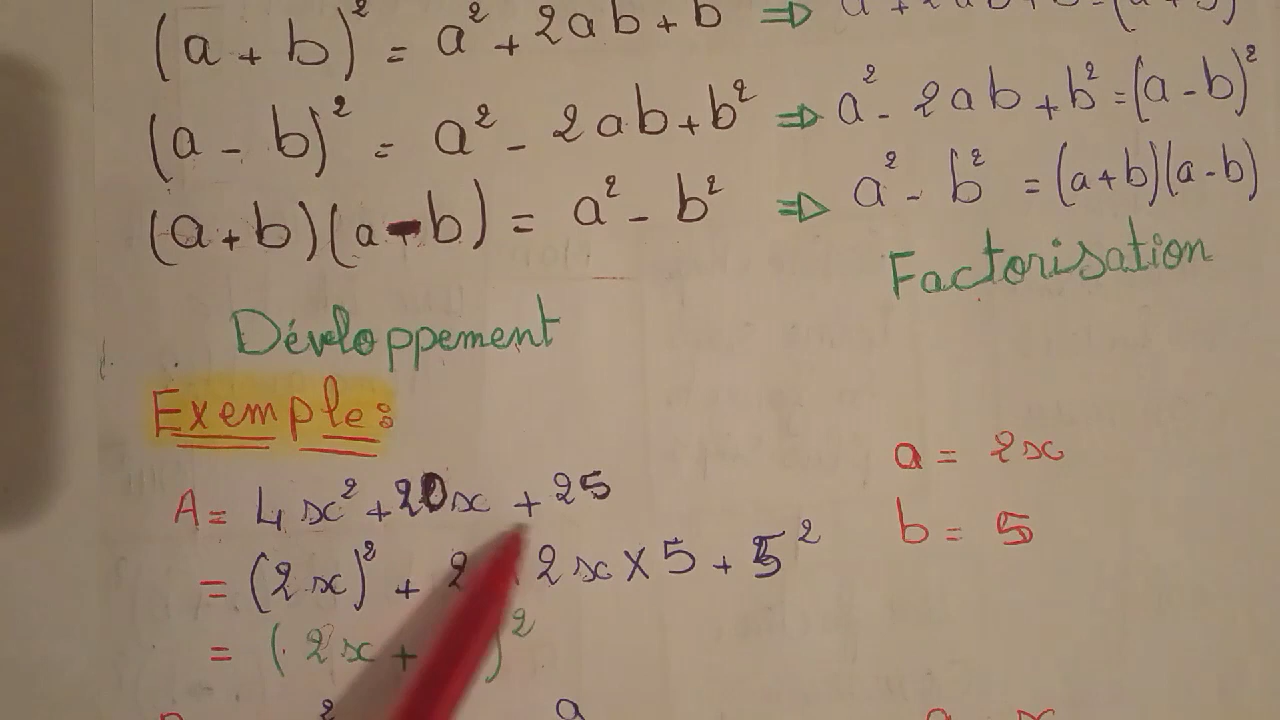 (a + b)² = a² + 2ab + b ⇒
(a - b)² = a² - 2ab + b² ⇒ a² - 2ab + b² = (a - b)²
(a + b)(a - b) = a² - b² ⇒ a² - b² = (a+b)(a-b)
Factorisation
Développement
Exemple:
a = 2x
A = 4x² + 20x + 25
b = 5
= (2x)² + 2 2x × 5 + 5²
= (2x + )²